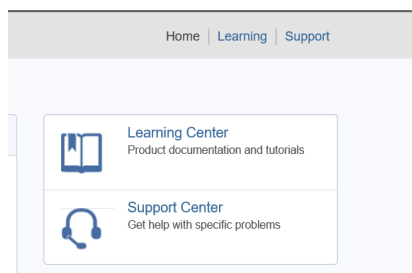 Home | Learning | Support
Learning Center
Product documentation and tutorials
Support Center
Get help with specific problems